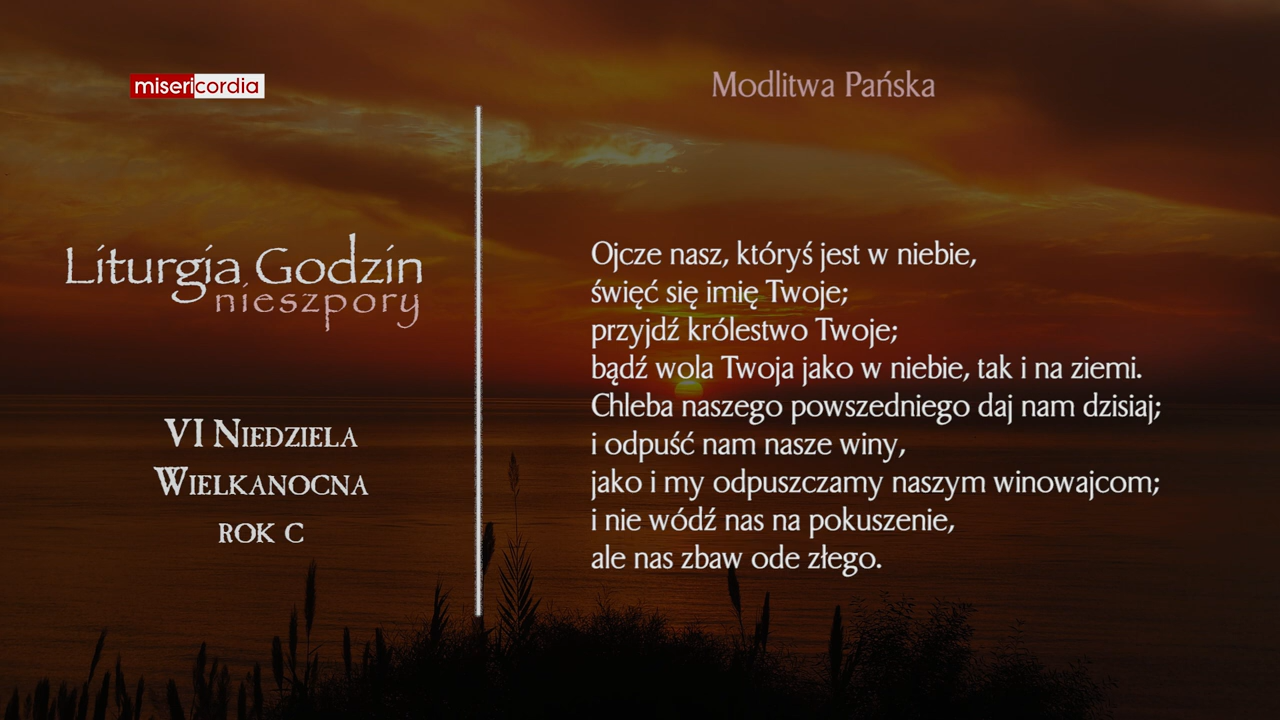 misericordia
Liturgia Godzin
nieszpory
VI Niedziela
Wielkanocna
rok C
Modlitwa Pańska
Ojcze nasz, któryś jest w niebie,
święć się imię Twoje;
przyjdź królestwo Twoje;
bądź wola Twoja jako w niebie, tak i na ziemi.
Chleba naszego powszedniego daj nam dzisiaj;
i odpuść nam nasze winy,
jako i my odpuszczamy naszym winowajcom;
i nie wódź nas na pokuszenie,
ale nas zbaw ode złego.